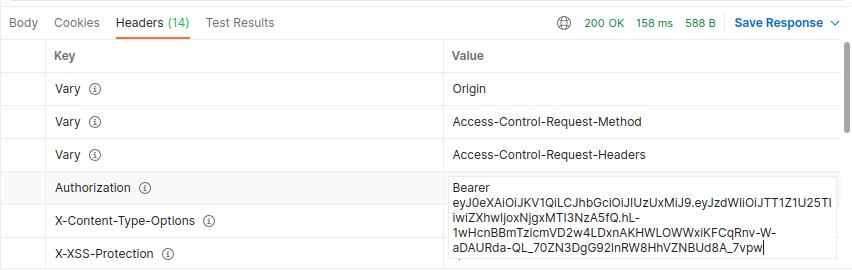 Body Cookies Headers (14) Test Results 200 OK 158 ms 588 B Save Response
Key Value
Vary Origin
Vary Access-Control-Request-Method
Vary Access-Control-Request-Headers
Authorization Bearer
eyJ0eXAiOiJKV1QiLCJhbGciOiJIUzUxMiJ9.eyJzdWIiOiJTT1Z1U25TI
iwiZXhwIjoxNjgxMTI3NzA5fQ.hL-
1wHcnBBmTzicmVD2w4LDxnAKHWLOWWxiKFCqRnv-W-
aDAURda-QL_70ZN3DgG92lnRW8HhVZNBUd8A_7vpw
X-Content-Type-Options
X-XSS-Protection